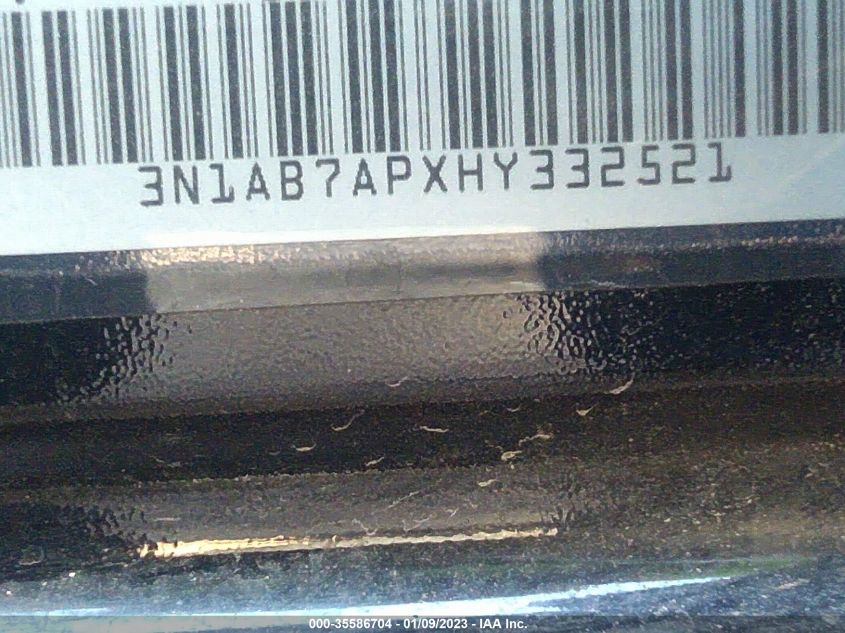 3N1AB7APXHY332521
000-35586704 - 01/09/2023 - IAA Inc.